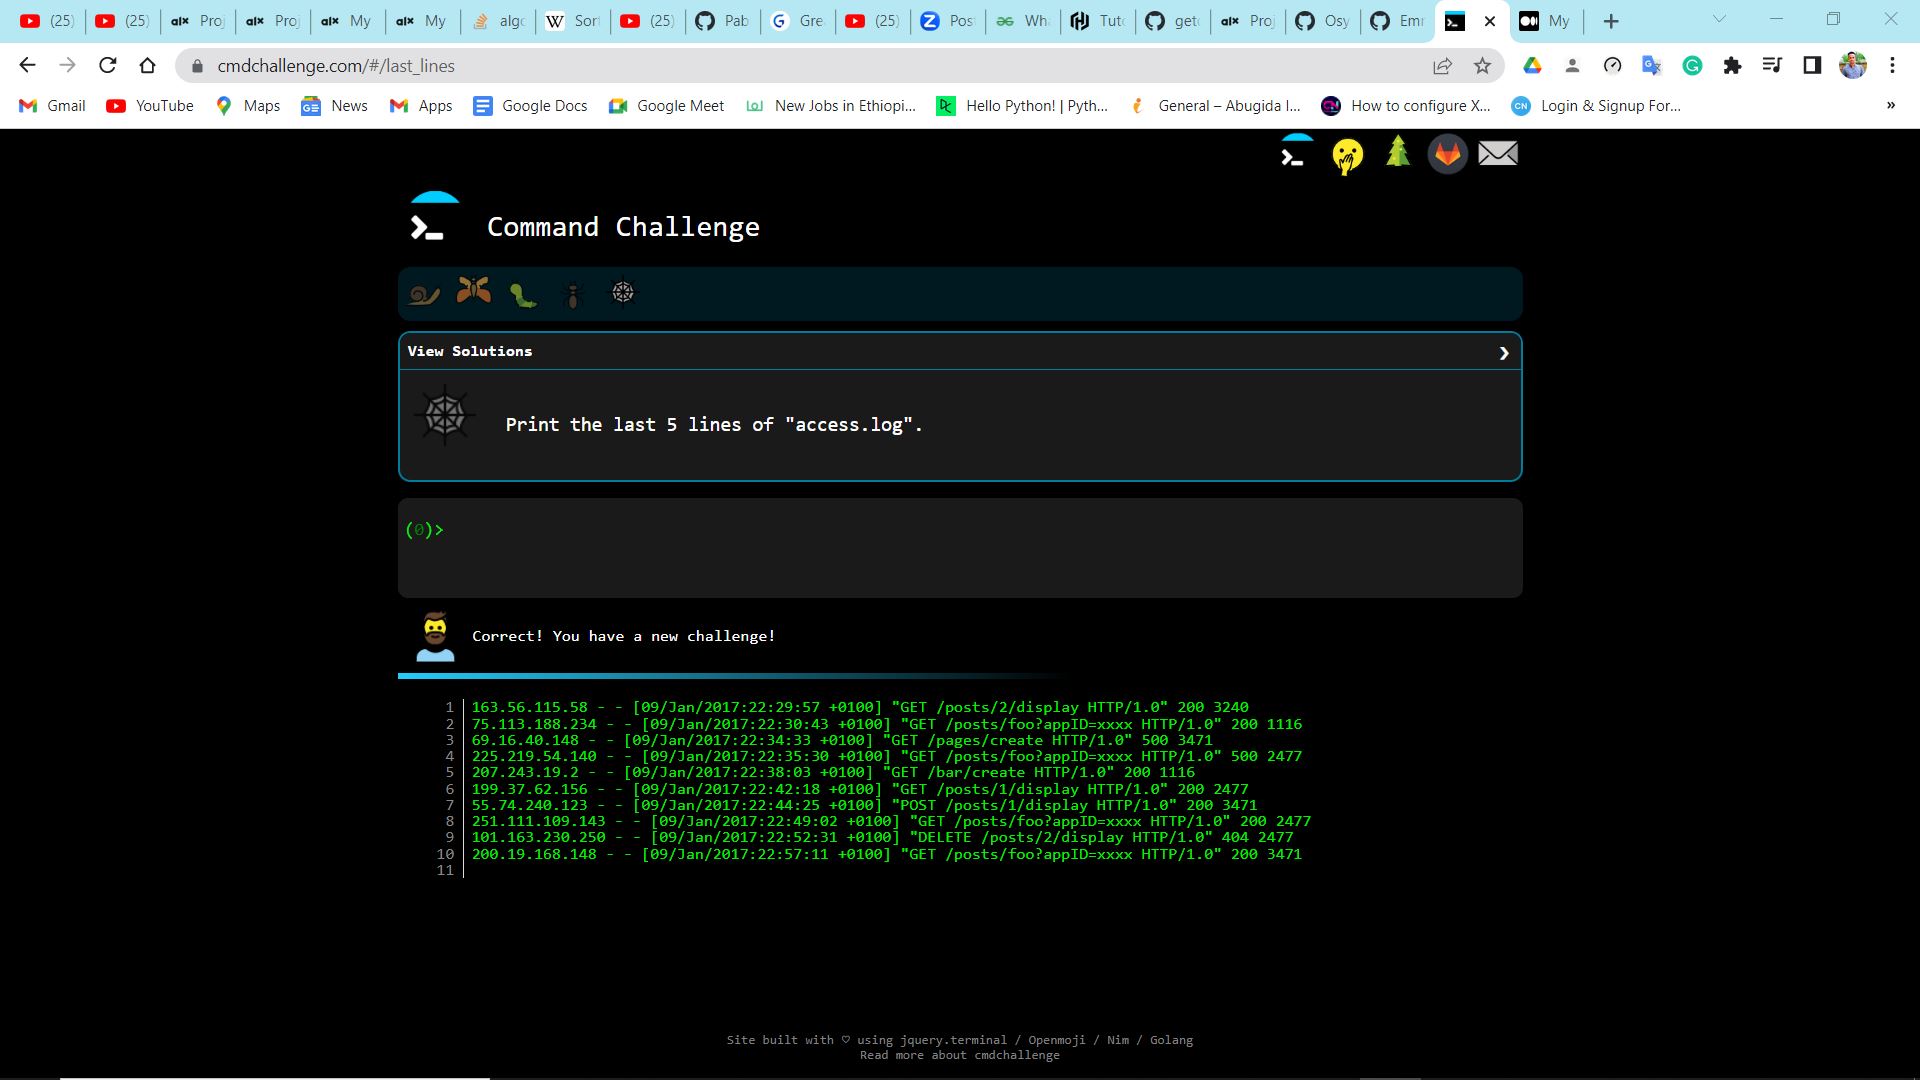 (25)
(25)
Proj
Proj
My
My
algo
Sort
(25)
Pab
Gre
(25)
Post
Wha
Tuto
geto
Proj
Osy
Emr
My
cmdchallenge.com/#/last_lines
Gmail
YouTube
Maps
News
Apps
Google Docs
Google Meet
New Jobs in Ethiopi...
Hello Python! | Pyth...
General – Abugida I...
How to configure X...
Login & Signup For...
»
Command Challenge
View Solutions
Print the last 5 lines of "access.log".
(0)>
Correct! You have a new challenge!
1 163.56.115.58 - - [09/Jan/2017:22:29:57 +0100] "GET /posts/2/display HTTP/1.0" 200 3240
2 75.113.188.234 - - [09/Jan/2017:22:30:43 +0100] "GET /posts/foo?appID=xxxx HTTP/1.0" 200 1116
3 69.16.40.148 - - [09/Jan/2017:22:34:33 +0100] "GET /pages/create HTTP/1.0" 500 3471
4 225.219.54.140 - - [09/Jan/2017:22:35:30 +0100] "GET /posts/foo?appID=xxxx HTTP/1.0" 500 2477
5 207.243.19.2 - - [09/Jan/2017:22:38:03 +0100] "GET /bar/create HTTP/1.0" 200 1116
6 199.37.62.156 - - [09/Jan/2017:22:42:18 +0100] "GET /posts/1/display HTTP/1.0" 200 2477
7 55.74.240.123 - - [09/Jan/2017:22:44:25 +0100] "POST /posts/1/display HTTP/1.0" 200 3471
8 251.111.109.143 - - [09/Jan/2017:22:49:02 +0100] "GET /posts/foo?appID=xxxx HTTP/1.0" 200 2477
9 101.163.230.250 - - [09/Jan/2017:22:52:31 +0100] "DELETE /posts/2/display HTTP/1.0" 404 2477
10 200.19.168.148 - - [09/Jan/2017:22:57:11 +0100] "GET /posts/foo?appID=xxxx HTTP/1.0" 200 3471
11
Site built with ♡ using jquery.terminal / Openmoji / Nim / Golang
Read more about cmdchallenge